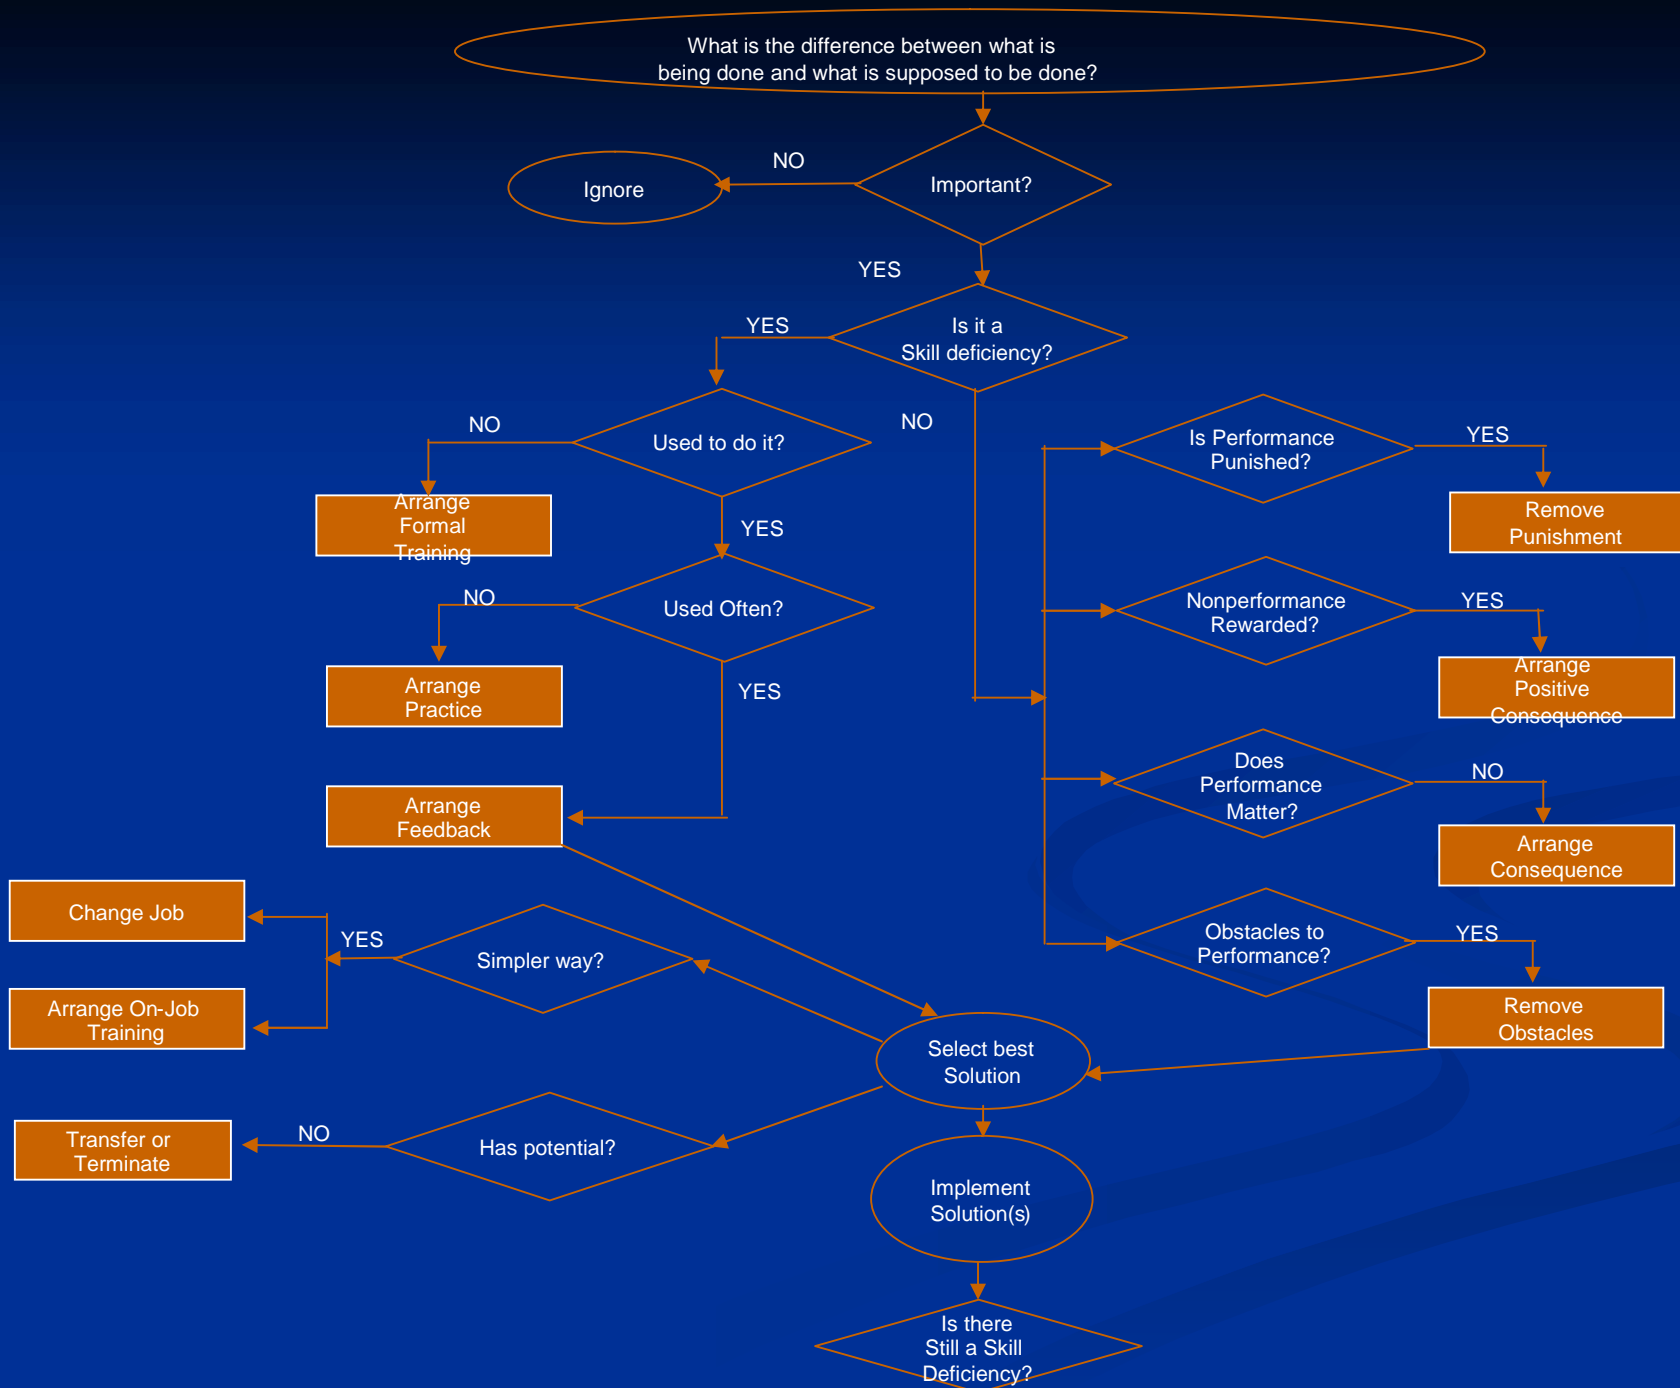 What is the difference between what is
being done and what is supposed to be done?
NO
Important?
Ignore
YES
YES
Is it a
Skill deficiency?
NO
Used to do it?
NO
Is Performance
Punished?
YES
Arrange
Formal
Training
YES
Remove
Punishment
NO
Used Often?
Nonperformance
Rewarded?
YES
Arrange
Practice
YES
Arrange
Positive
Consequence
Does
Performance
Matter?
NO
Arrange
Feedback
Arrange
Consequence
Change Job
YES
Simpler way?
Obstacles to
Performance?
YES
Arrange On-Job
Training
Remove
Obstacles
Select best
Solution
Transfer or
Terminate
NO
Has potential?
Implement
Solution(s)
Is there
Still a Skill
Deficiency?